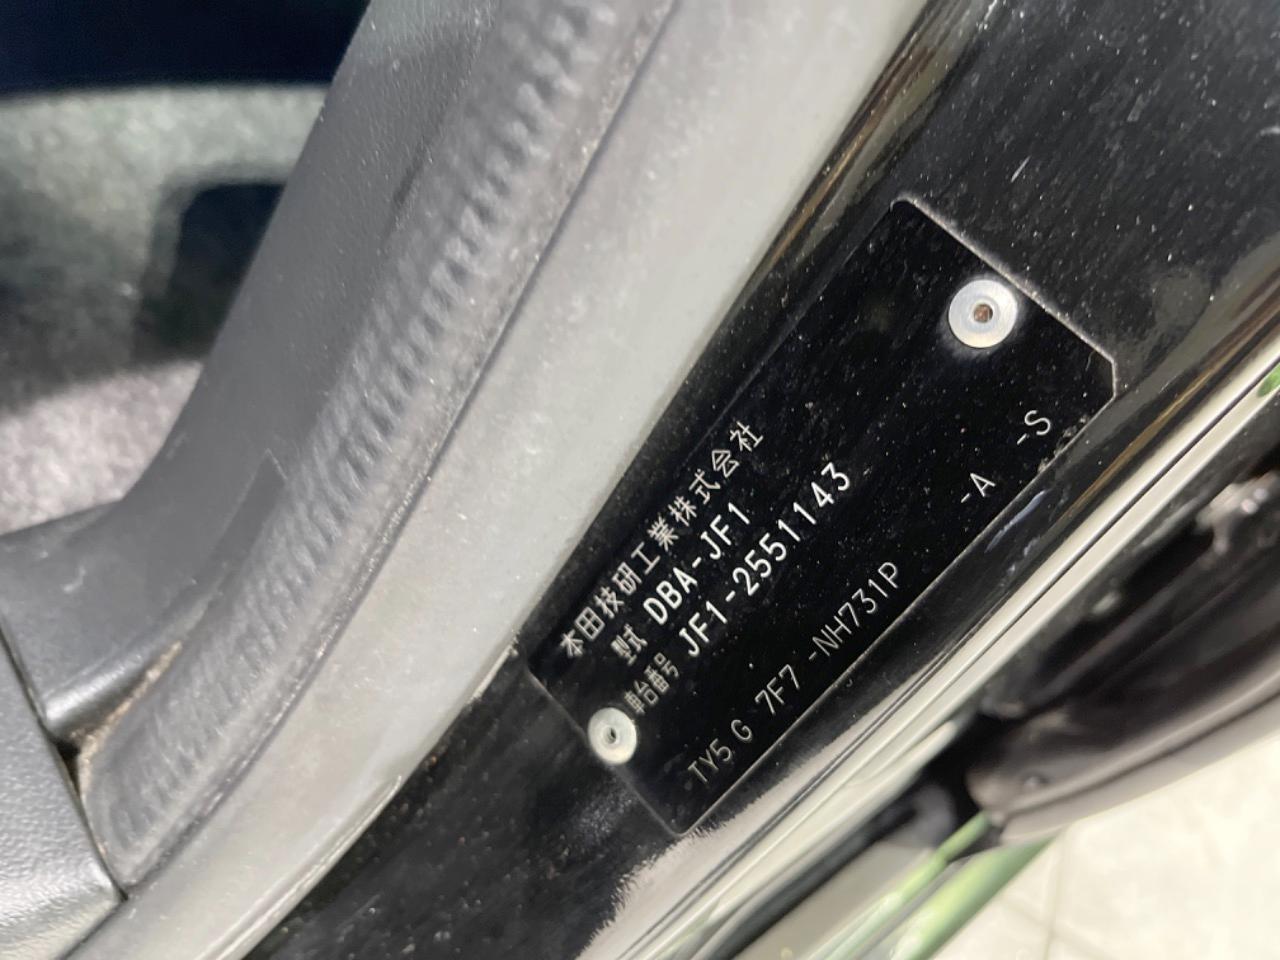 本田技研工業株式会社
型式 DBA-JF1
車台番号 JF1-2551143
-S
-A
TY5 G 7F7 -NH731P